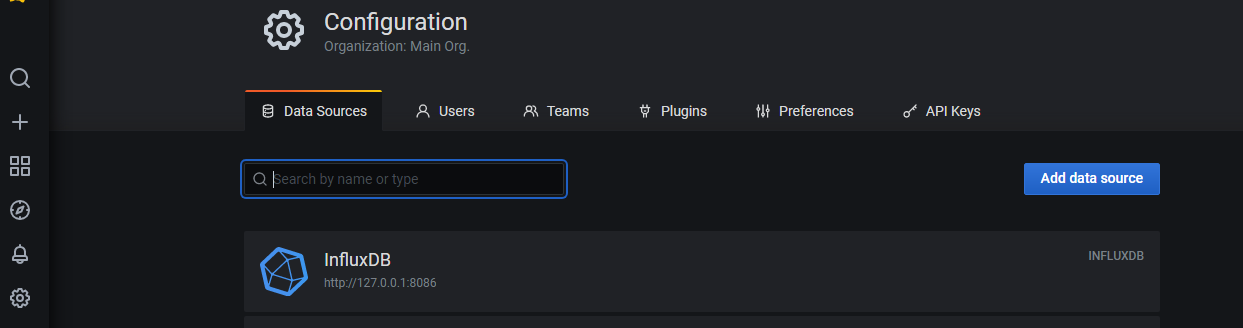 Configuration
Organization: Main Org.
Data Sources
Users
Teams
Plugins
Preferences
API Keys
Search by name or type
Add data source
InfluxDB
INFLUXDB
http://127.0.0.1:8086